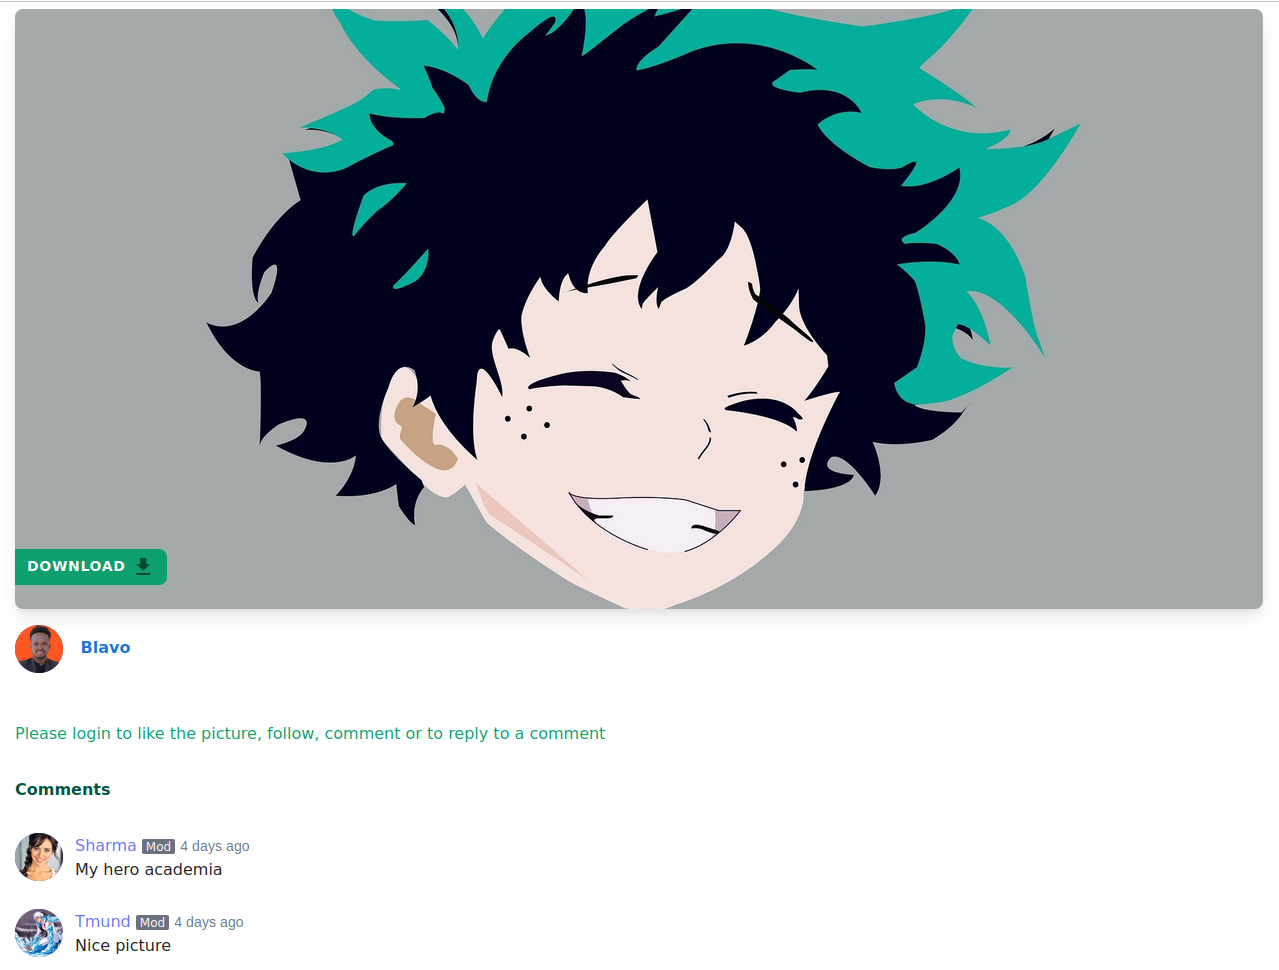 DOWNLOAD
Blavo
Please login to like the picture, follow, comment or to reply to a comment
Comments
Sharma Mod 4 days ago
My hero academia
Tmund Mod 4 days ago
Nice picture